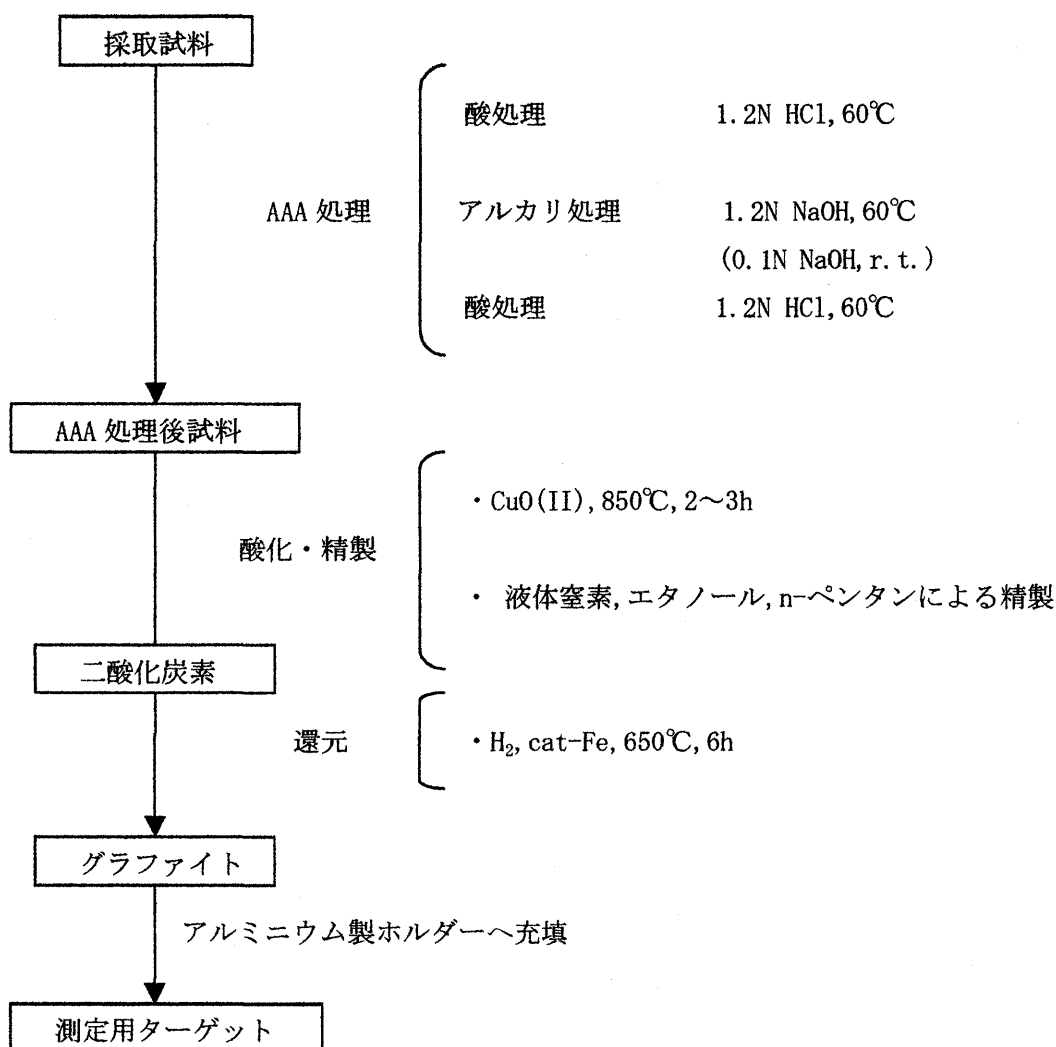 採取試料
酸処理 1.2N HCl,60℃
AAA 処理 アルカリ処理 1.2N NaOH,60℃
(0.1N NaOH,r.t.)
酸処理 1.2N HCl,60℃
AAA 処理後試料
・CuO(II),850℃,2～3h
酸化・精製
・ 液体窒素,エタノール,n-ペンタンによる精製
二酸化炭素
還元 ・H₂,cat-Fe,650℃,6h
グラファイト
アルミニウム製ホルダーへ充填
測定用ターゲット